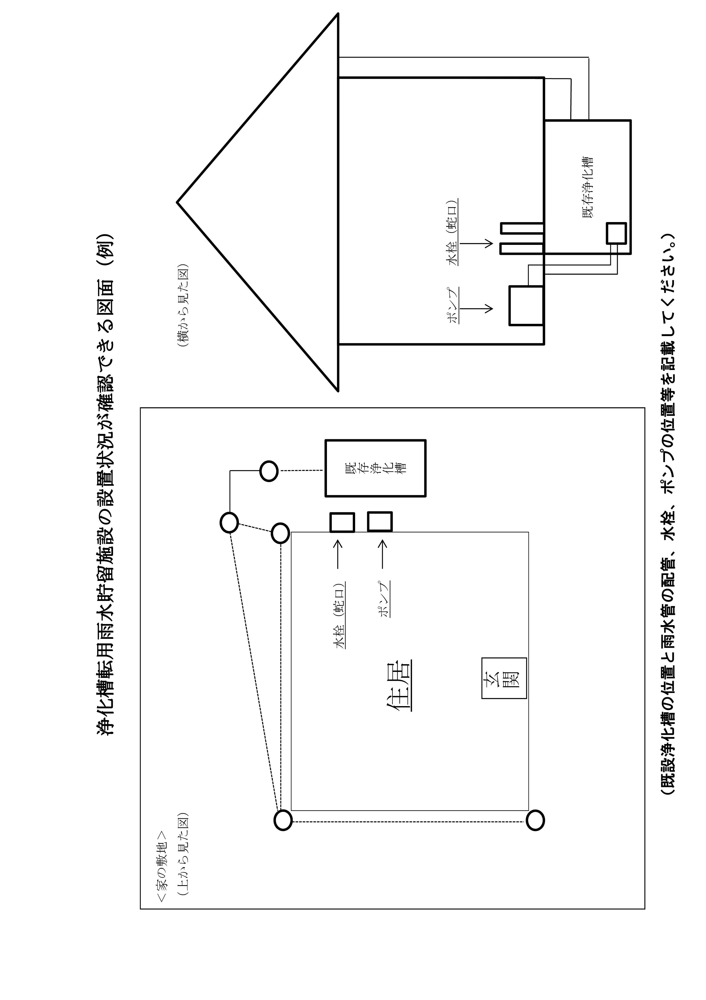 浄化槽転用雨水貯留施設の設置状況が確認できる図面（例）
＜家の敷地＞
（上から見た図）
水栓（蛇口）
ポンプ
住居
玄関
既存浄化槽
（横から見た図）
ポンプ
水栓（蛇口）
既存浄化槽
（既設浄化槽の位置と雨水管の配管、水栓、ポンプの位置等を記載してください。）